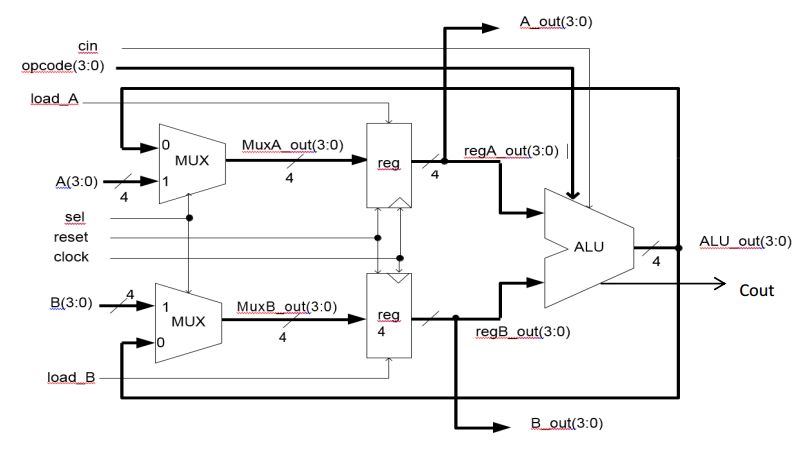 A_out(3:0)
cin
opcode(3:0)
load_A
0
MUX
MuxA_out(3:0)
4
reg
4
regA_out(3:0)
A(3:0)
4
1
sel
reset
clock
ALU
ALU_out(3:0)
4
Cout
B(3:0)
4
1
MUX
0
MuxB_out(3:0)
4
reg
4
regB_out(3:0)
load_B
B_out(3:0)